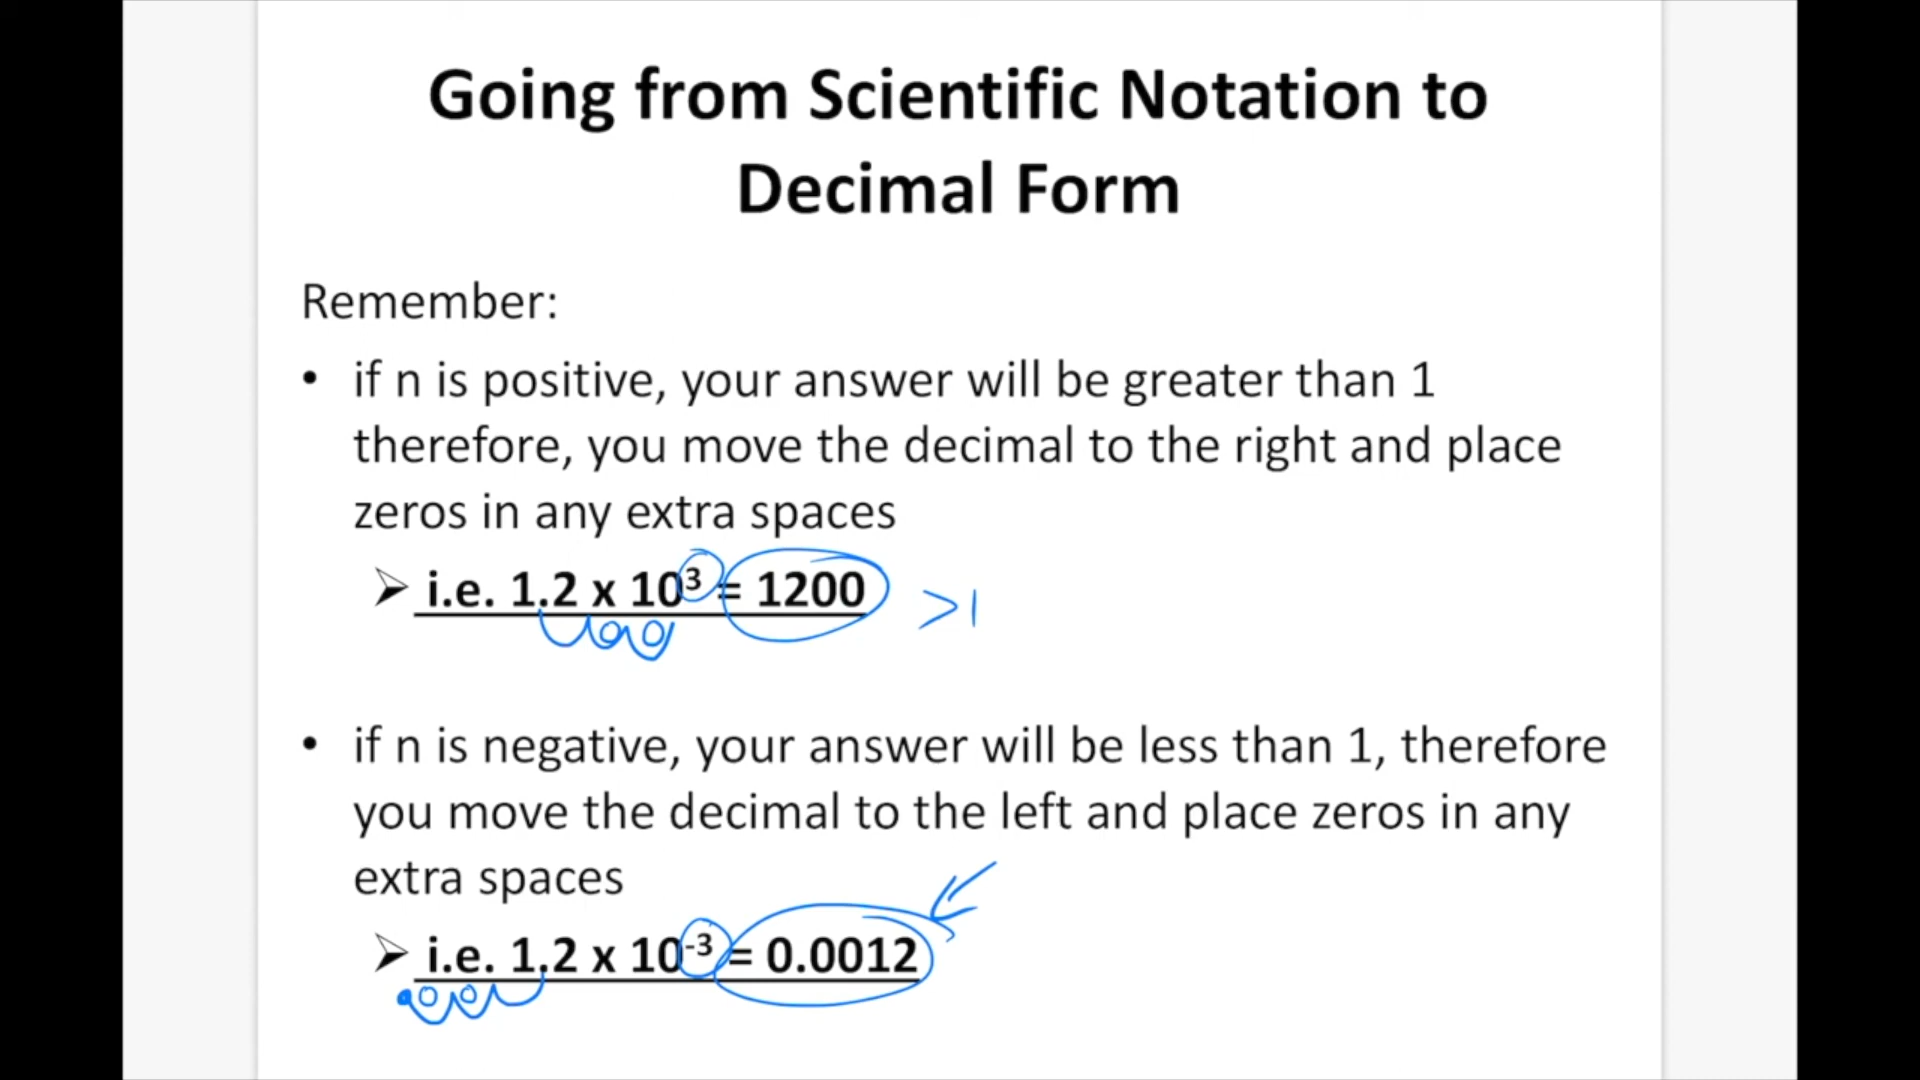 Going from Scientific Notation to
Decimal Form
Remember:
• if n is positive, your answer will be greater than 1
therefore, you move the decimal to the right and place
zeros in any extra spaces
➢ i.e. 1.2 x 10³ = 1200 >1
00
• if n is negative, your answer will be less than 1, therefore
you move the decimal to the left and place zeros in any
extra spaces
➢ i.e. 1.2 x 10⁻³ = 0.0012
.00